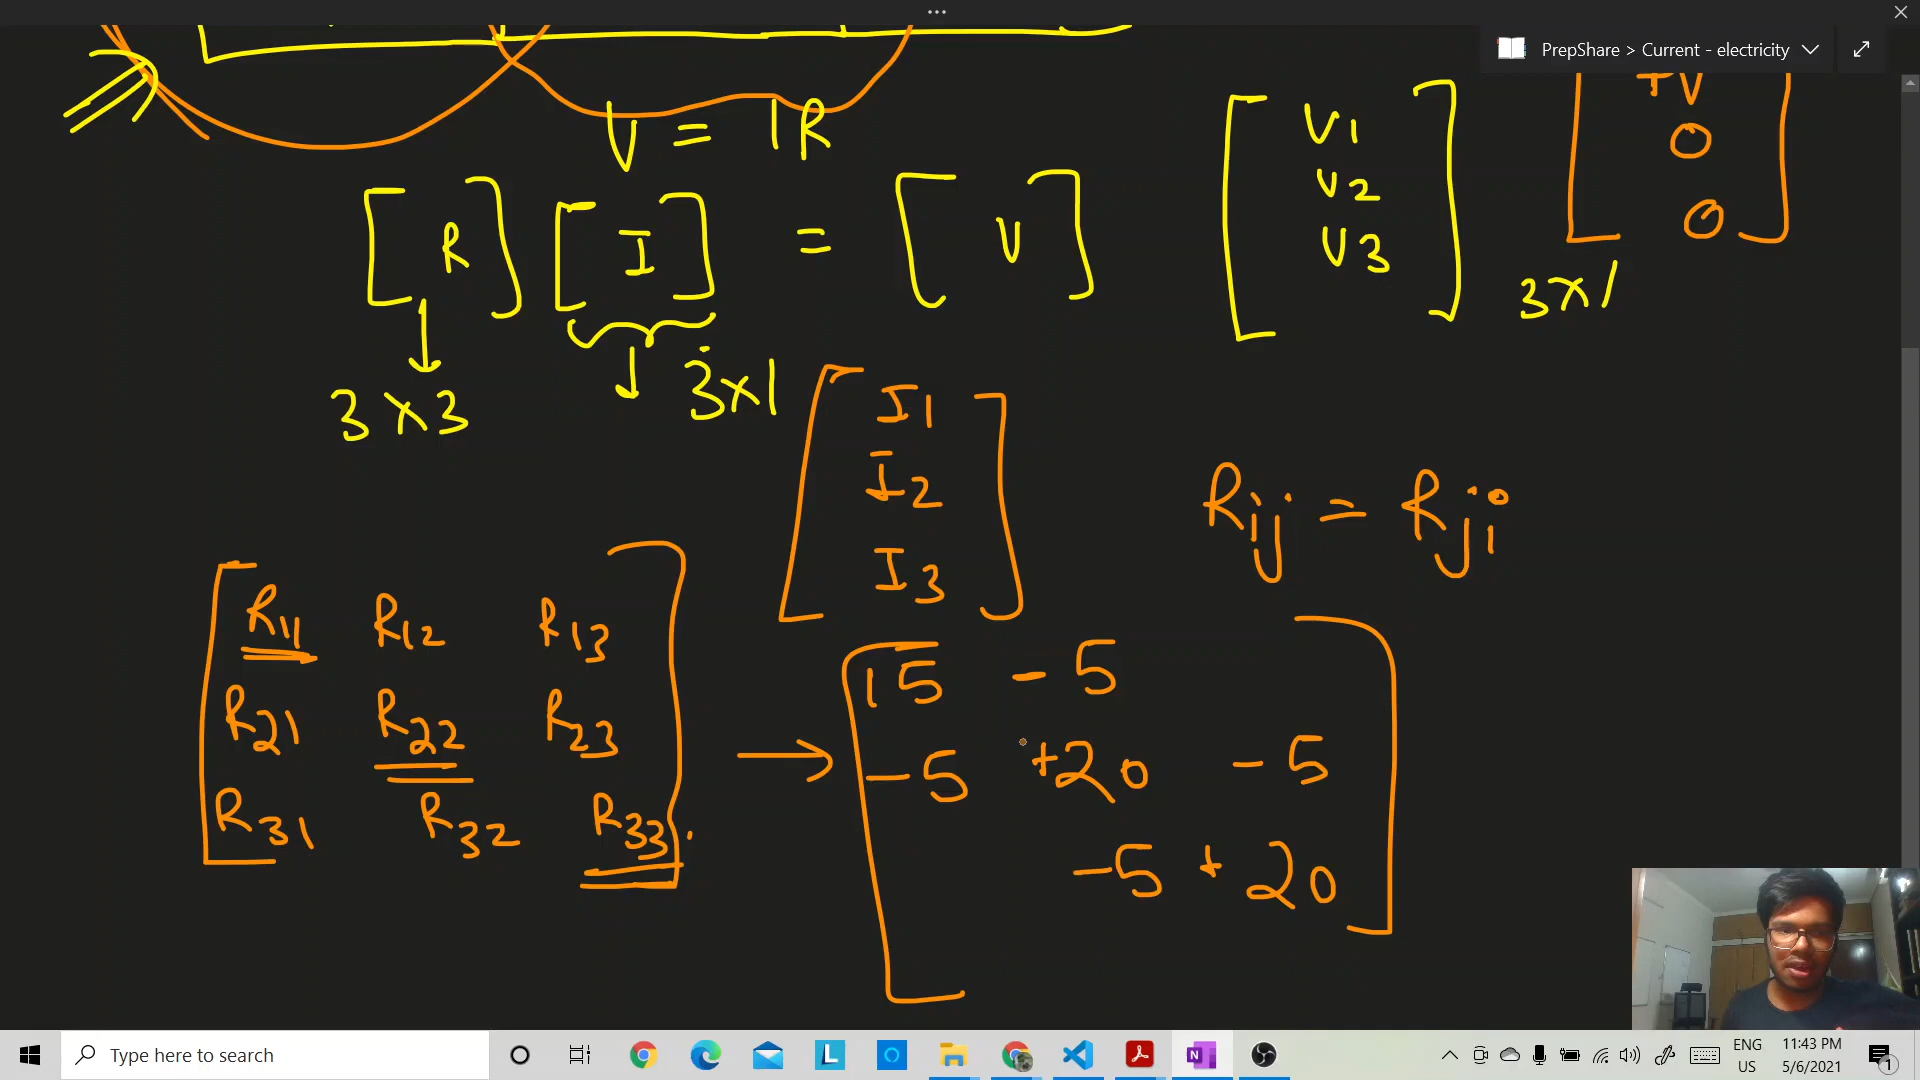 PrepShare > Current - electricity
+V
O
O
3x1
V = IR
[R] [I] = [V]
3x3
3x1
V1
V2
V3
I1
I2
I3
Rij = Rji
R11 R12 R13
R21 R22 R23
R31 R32 R33
→
15 -5
-5 +20 -5
-5 +20
Type here to search
L
ENG
US
11:43 PM
5/6/2021
1